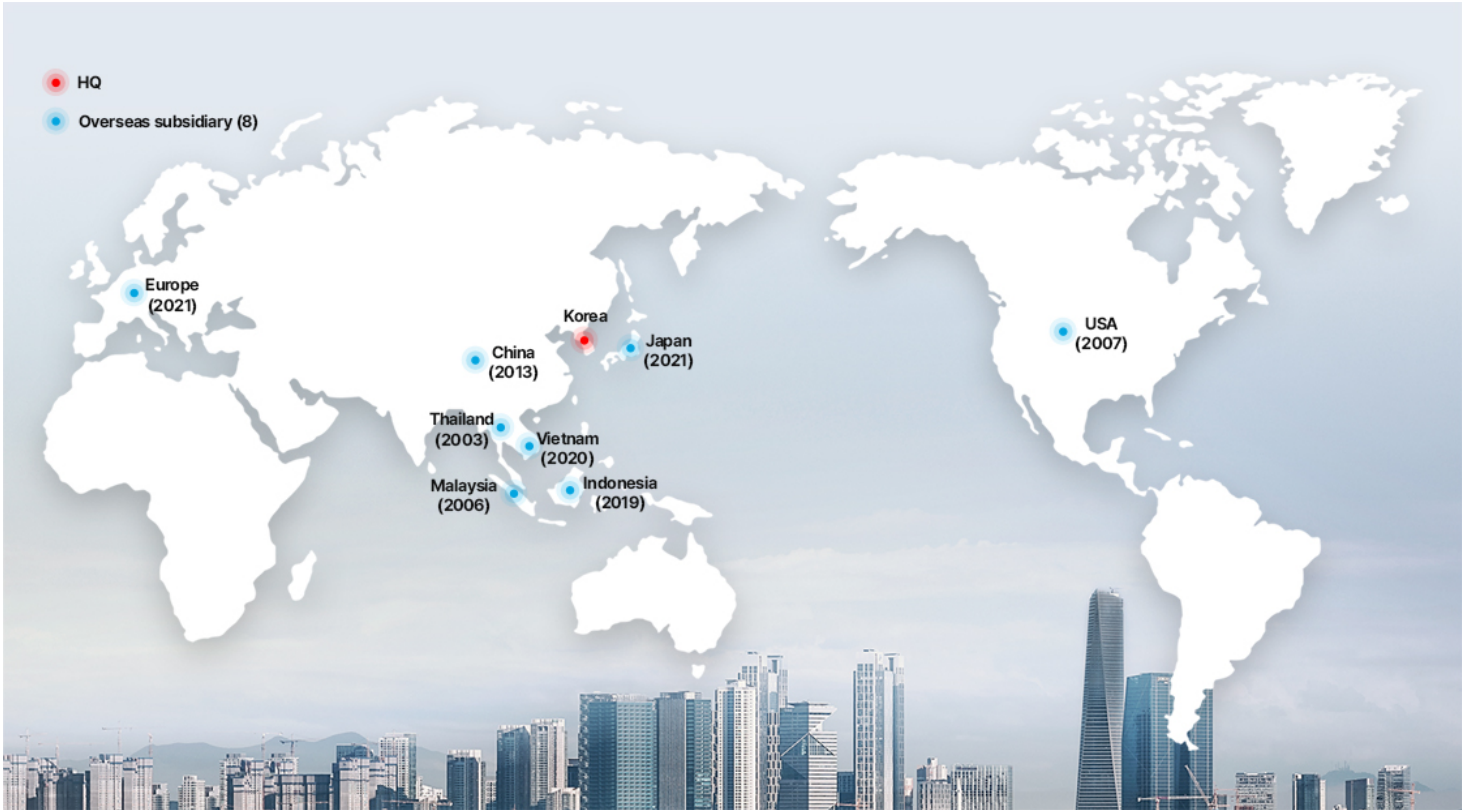 HQ
Overseas subsidiary (8)
Europe
(2021)
Korea
China
(2013)
Japan
(2021)
USA
(2007)
Thailand
(2003)
Vietnam
(2020)
Malaysia
(2006)
Indonesia
(2019)